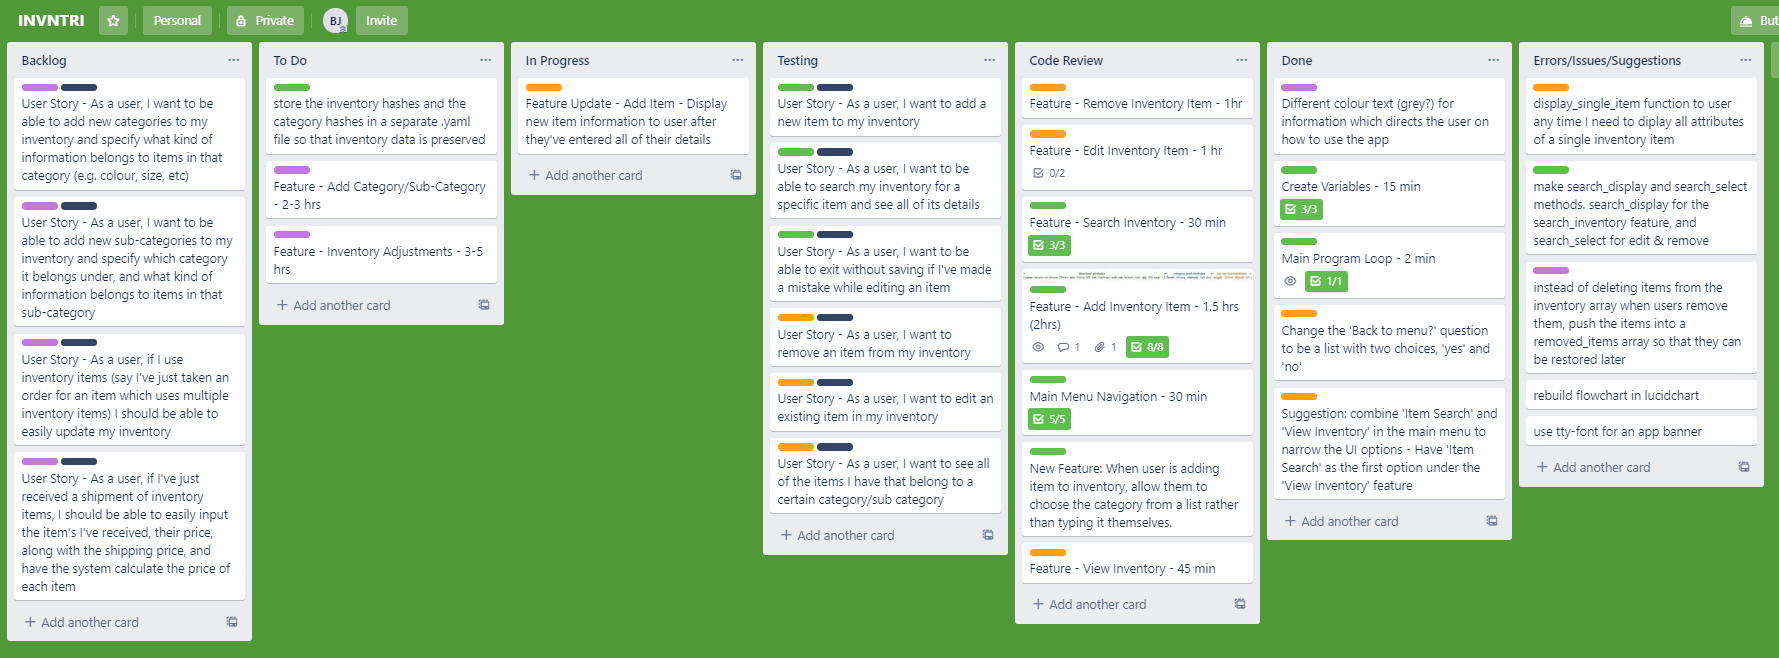 INVNTRI
Personal
Private
BJ
Invite
But
Backlog
User Story - As a user, I want to be
able to add new categories to my
inventory and specify what kind of
information belongs to items in that
category (e.g. colour, size, etc)
User Story - As a user, I want to be
able to add new sub-categories to my
inventory and specify which category
it belongs under, and what kind of
information belongs to items in that
sub-category
User Story - As a user, if I use
inventory items (say I've just taken an
order for an item which uses multiple
inventory items) I should be able to
easily update my inventory
User Story - As a user, if I've just
received a shipment of inventory
items, I should be able to easily input
the item's I've received, their price,
along with the shipping price, and
have the system calculate the price of
each item
+ Add another card
To Do
store the inventory hashes and the
category hashes in a separate .yaml
file so that inventory data is preserved
Feature - Add Category/Sub-Category
- 2-3 hrs
Feature - Inventory Adjustments - 3-5
hrs
+ Add another card
In Progress
Feature Update - Add Item - Display
new item information to user after
they've entered all of their details
+ Add another card
Testing
User Story - As a user, I want to add a
new item to my inventory
User Story - As a user, I want to be
able to search my inventory for a
specific item and see all of its details
User Story - As a user, I want to be
able to exit without saving if I've made
a mistake while editing an item
User Story - As a user, I want to
remove an item from my inventory
User Story - As a user, I want to edit an
existing item in my inventory
User Story - As a user, I want to see all
of the items I have that belong to a
certain category/sub category
+ Add another card
Code Review
Feature - Remove Inventory Item - 1hr
Feature - Edit Inventory Item - 1 hr
0/2
Feature - Search Inventory - 30 min
3/3
Feature - Add Inventory Item - 1.5 hrs
(2hrs)
1 1 8/8
Main Menu Navigation - 30 min
5/5
New Feature: When user is adding
item to inventory, allow them to
choose the category from a list rather
than typing it themselves.
Feature - View Inventory - 45 min
+ Add another card
Done
Different colour text (grey?) for
information which directs the user on
how to use the app
Create Variables - 15 min
3/3
Main Program Loop - 2 min
1/1
Change the 'Back to menu?' question
to be a list with two choices, 'yes' and
'no'
Suggestion: combine 'Item Search' and
'View Inventory' in the main menu to
narrow the UI options - Have 'Item
Search' as the first option under the
'View Inventory' feature
+ Add another card
Errors/Issues/Suggestions
display_single_item function to user
any time I need to diplay all attributes
of a single inventory item
make search_display and search_select
methods. search_display for the
search_inventory feature, and
search_select for edit & remove
instead of deleting items from the
inventory array when users remove
them, push the items into a
removed_items array so that they can
be restored later
rebuild flowchart in lucidchart
use tty-font for an app banner
+ Add another card